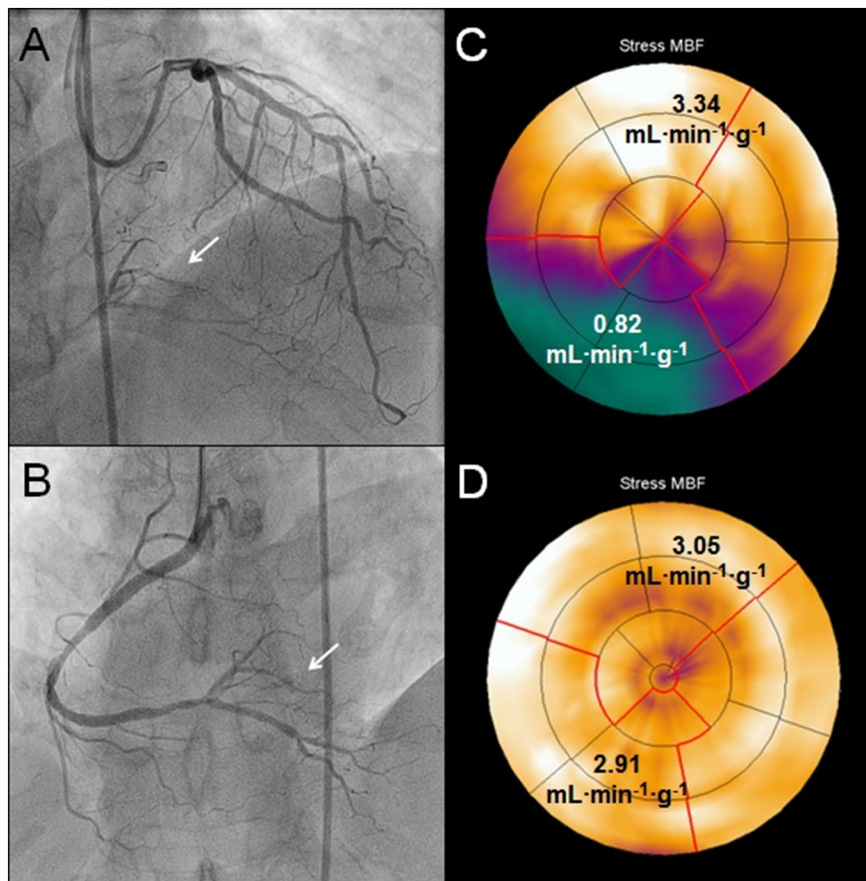 A
B
C
Stress MBF
3.34
mL·min⁻¹·g⁻¹
0.82
mL·min⁻¹·g⁻¹
D
Stress MBF
3.05
mL·min⁻¹·g⁻¹
2.91
mL·min⁻¹·g⁻¹